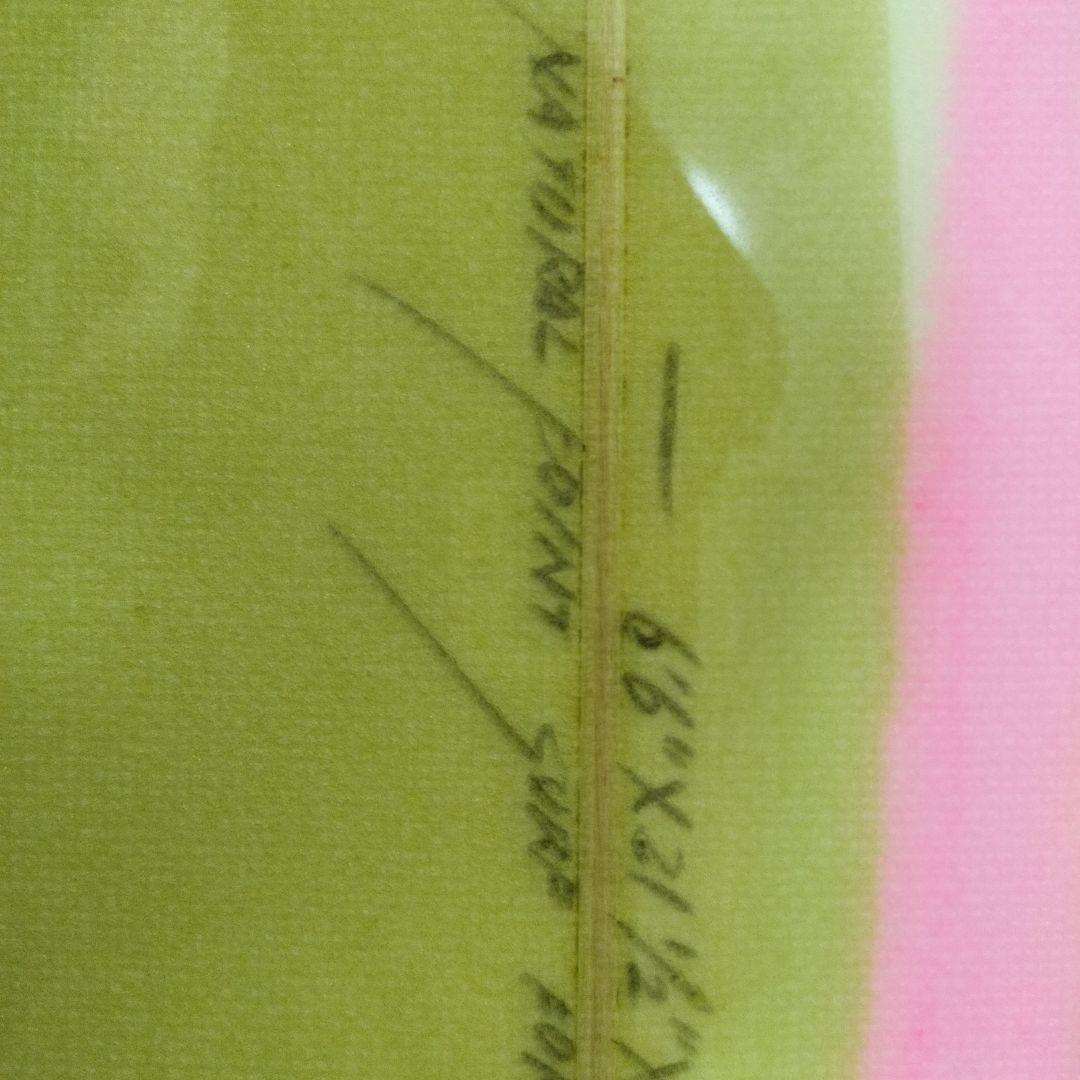 6'6" X 21 1/2" X
NATURAL POINT SURF